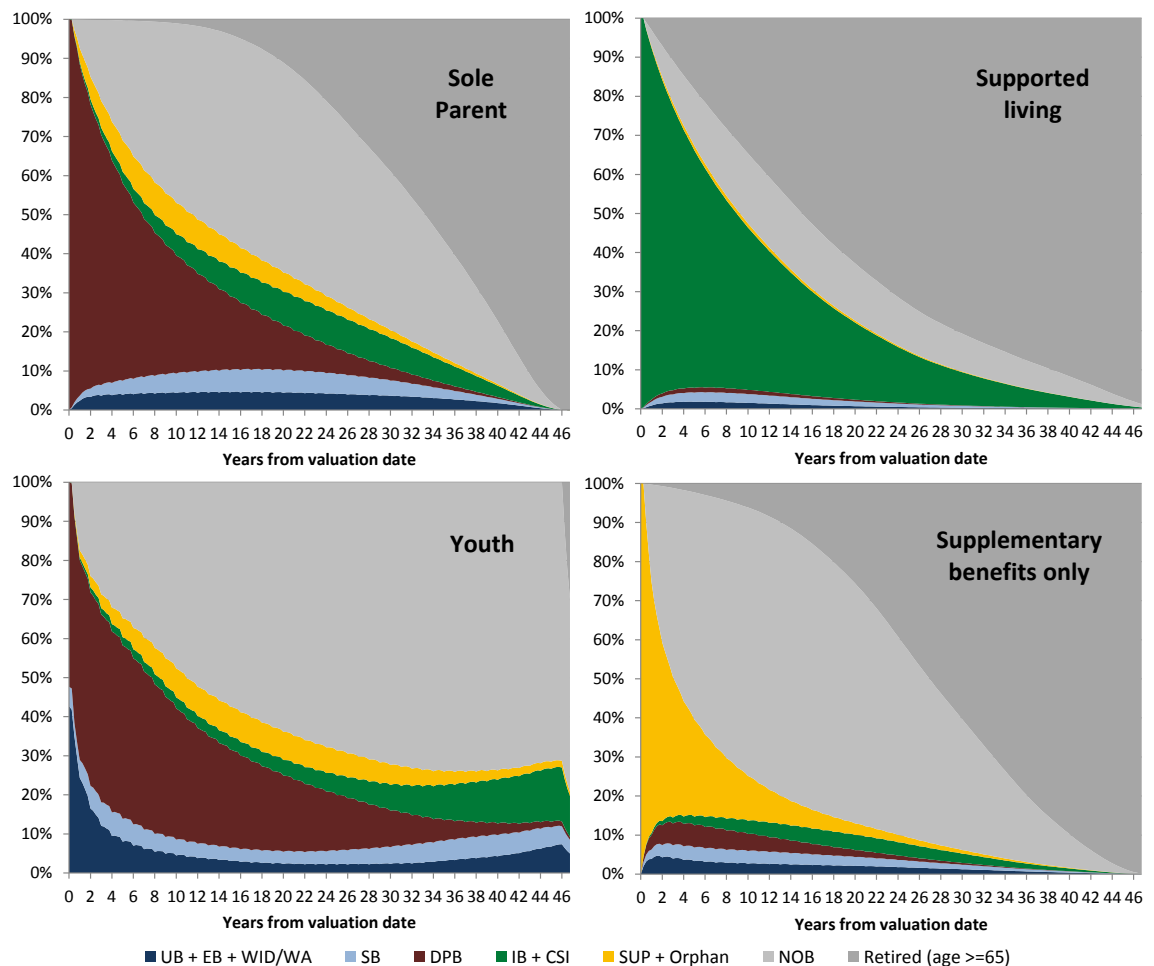 100%
90%
80%
70%
60%
50%
40%
30%
20%
10%
0%
Sole
Parent
0 2 4 6 8 10 12 14 16 18 20 22 24 26 28 30 32 34 36 38 40 42 44 46
Years from valuation date
100%
90%
80%
70%
60%
50%
40%
30%
20%
10%
0%
Supported
living
0 2 4 6 8 10 12 14 16 18 20 22 24 26 28 30 32 34 36 38 40 42 44 46
Years from valuation date
100%
90%
80%
70%
60%
50%
40%
30%
20%
10%
0%
Youth
0 2 4 6 8 10 12 14 16 18 20 22 24 26 28 30 32 34 36 38 40 42 44 46
Years from valuation date
100%
90%
80%
70%
60%
50%
40%
30%
20%
10%
0%
Supplementary
benefits only
0 2 4 6 8 10 12 14 16 18 20 22 24 26 28 30 32 34 36 38 40 42 44 46
Years from valuation date
UB + EB + WID/WA SB DPB IB + CSI SUP + Orphan NOB Retired (age >=65)